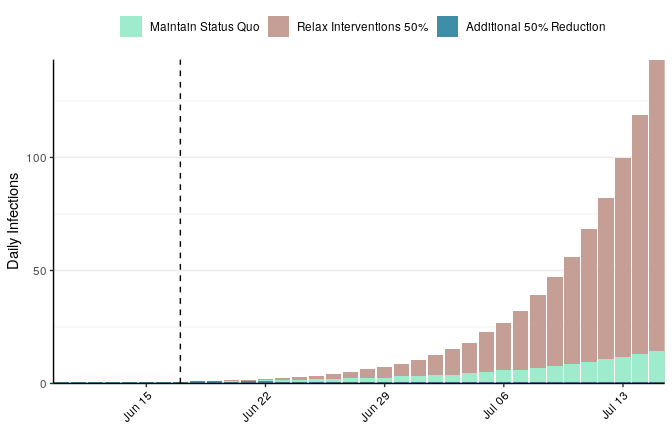 Maintain Status Quo Relax Interventions 50% Additional 50% Reduction
Daily Infections
100
50
0
Jun 15 Jun 22 Jun 29 Jul 06 Jul 13